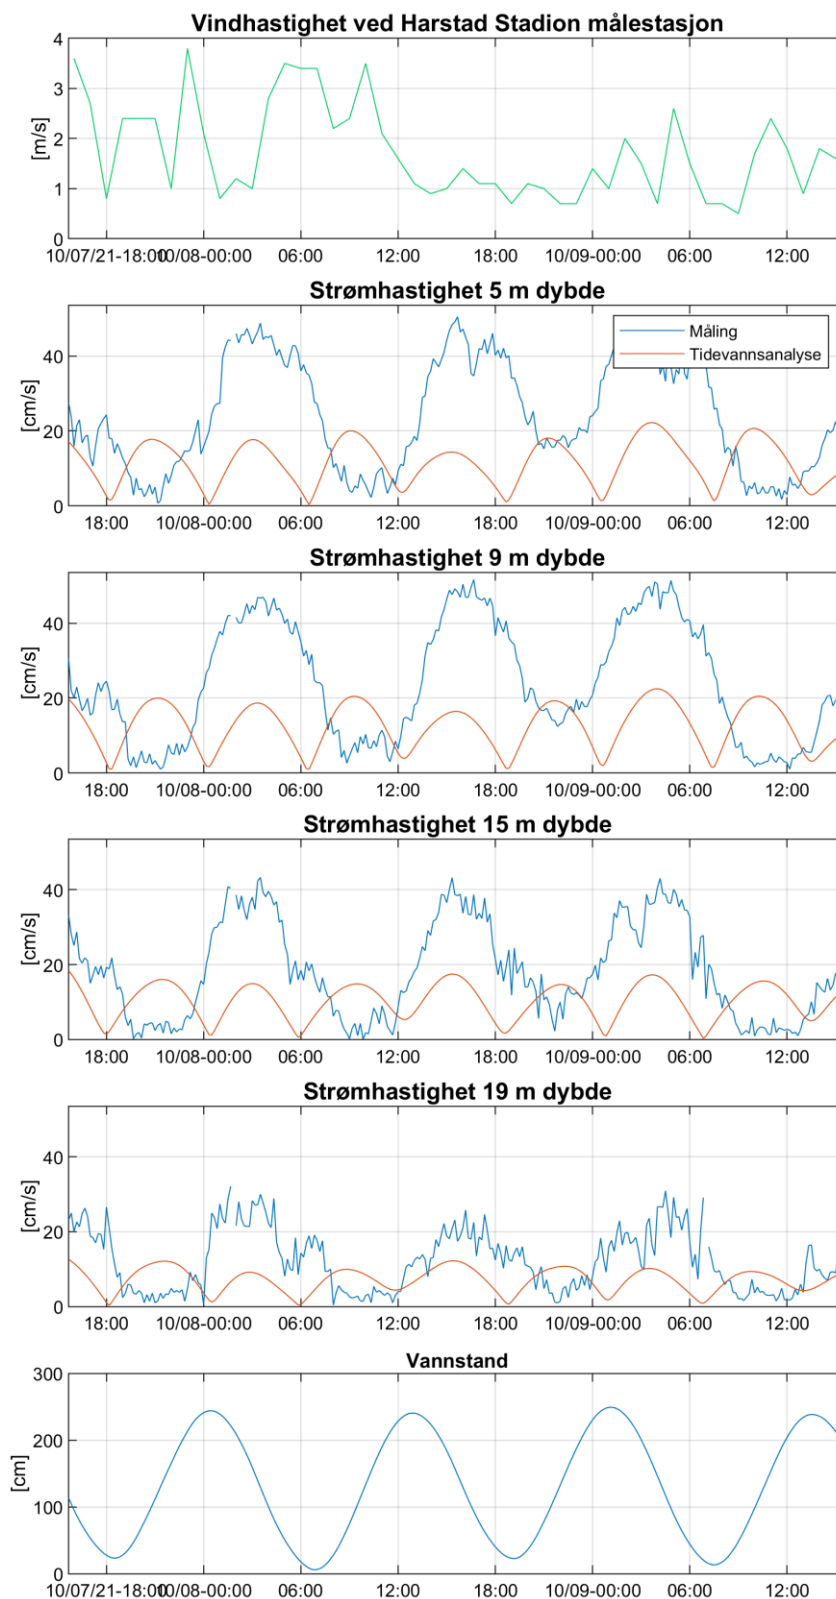 Vindhastighet ved Harstad Stadion målestasjon
4
3
2
1
0
[m/s]
10/07/21-18:00 10/08-00:00 06:00 12:00 18:00 10/09-00:00 06:00 12:00
Strømhastighet 5 m dybde
Måling
Tidevannsanalyse
40
20
0
[cm/s]
18:00 10/08-00:00 06:00 12:00 18:00 10/09-00:00 06:00 12:00
Strømhastighet 9 m dybde
40
20
0
[cm/s]
18:00 10/08-00:00 06:00 12:00 18:00 10/09-00:00 06:00 12:00
Strømhastighet 15 m dybde
40
20
0
[cm/s]
18:00 10/08-00:00 06:00 12:00 18:00 10/09-00:00 06:00 12:00
Strømhastighet 19 m dybde
40
20
0
[cm/s]
18:00 10/08-00:00 06:00 12:00 18:00 10/09-00:00 06:00 12:00
Vannstand
300
200
100
0
[cm]
10/07/21-18:00 10/08-00:00 06:00 12:00 18:00 10/09-00:00 06:00 12:00